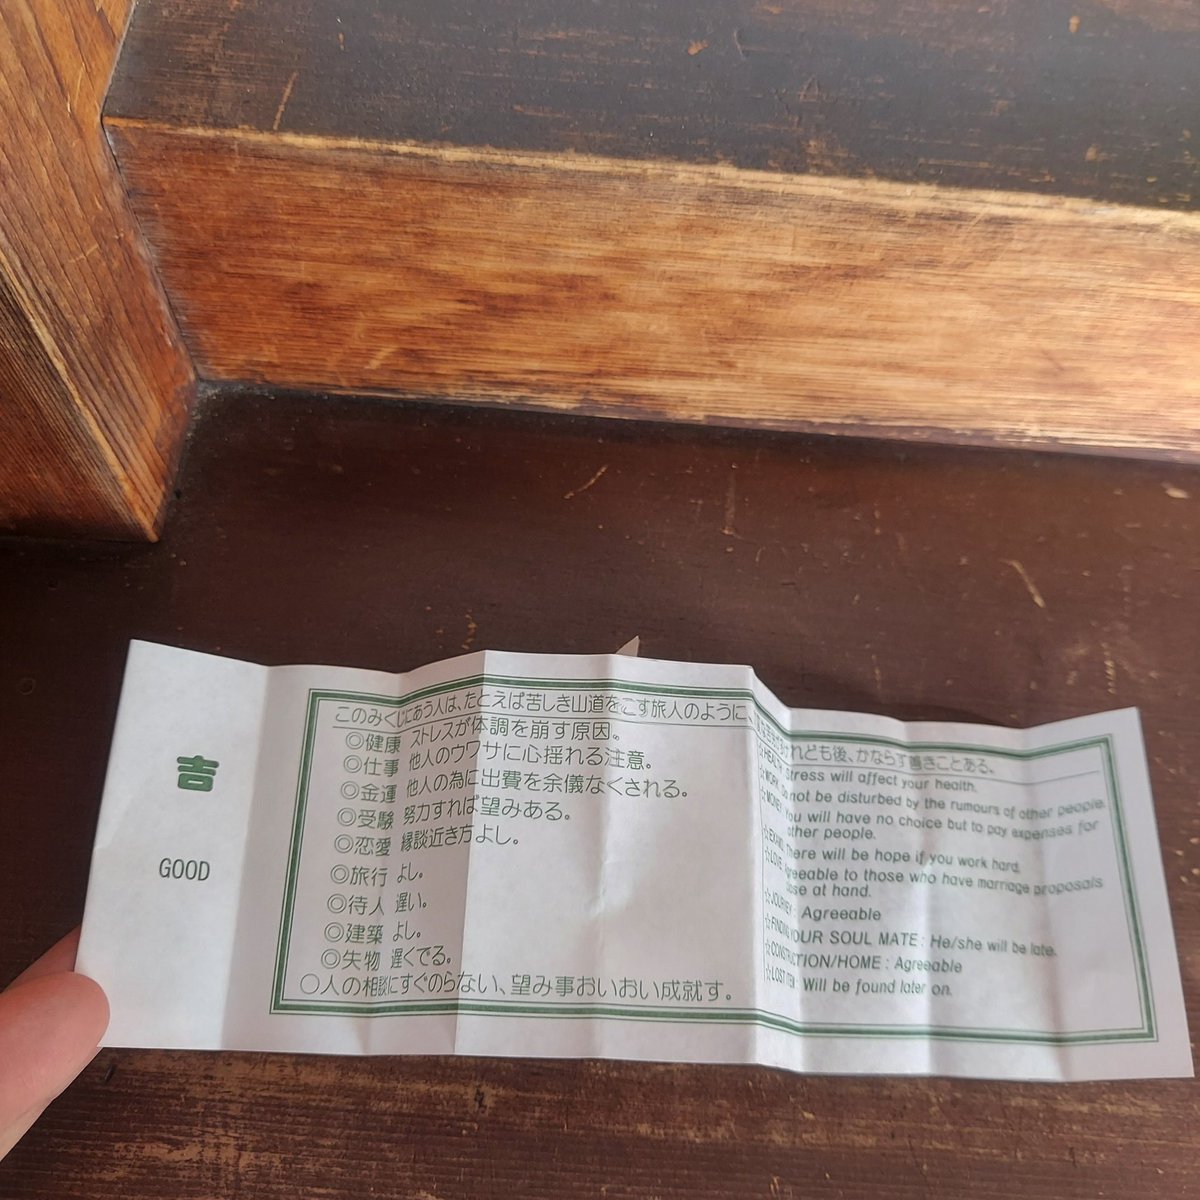 吉
GOOD
このみくじにあう人は、たとえば苦しき山道をこす旅人のように、 れども後、かならず善きことある。
◎健康 ストレスが体調を崩す原因。
◎仕事 他人のウワサに心揺れる注意。
◎金運 他人の為に出費を余儀なくされる。
◎受験 努力すれば望みある。
◎恋愛 縁談近き方よし。
◎旅行 よし。
◎待人 遅い。
◎建築 よし。
◎失物 遅くでる。
○人の相談にすぐのらない、望み事おいおい成就す。
☆HEALTH Stress will affect your health.
☆WORK: Do not be disturbed by the rumours of other people.
☆MONEY You will have no choice but to pay expenses for
other people.
☆EXAM: There will be hope if you work hard.
☆LOVE: Agreeable to those who have marriage proposals
close at hand.
☆JOURNEY: Agreeable
☆FINDING YOUR SOUL MATE: He/she will be late.
☆CONSTRUCTION/HOME: Agreeable
☆LOST ITEM: Will be found later on.